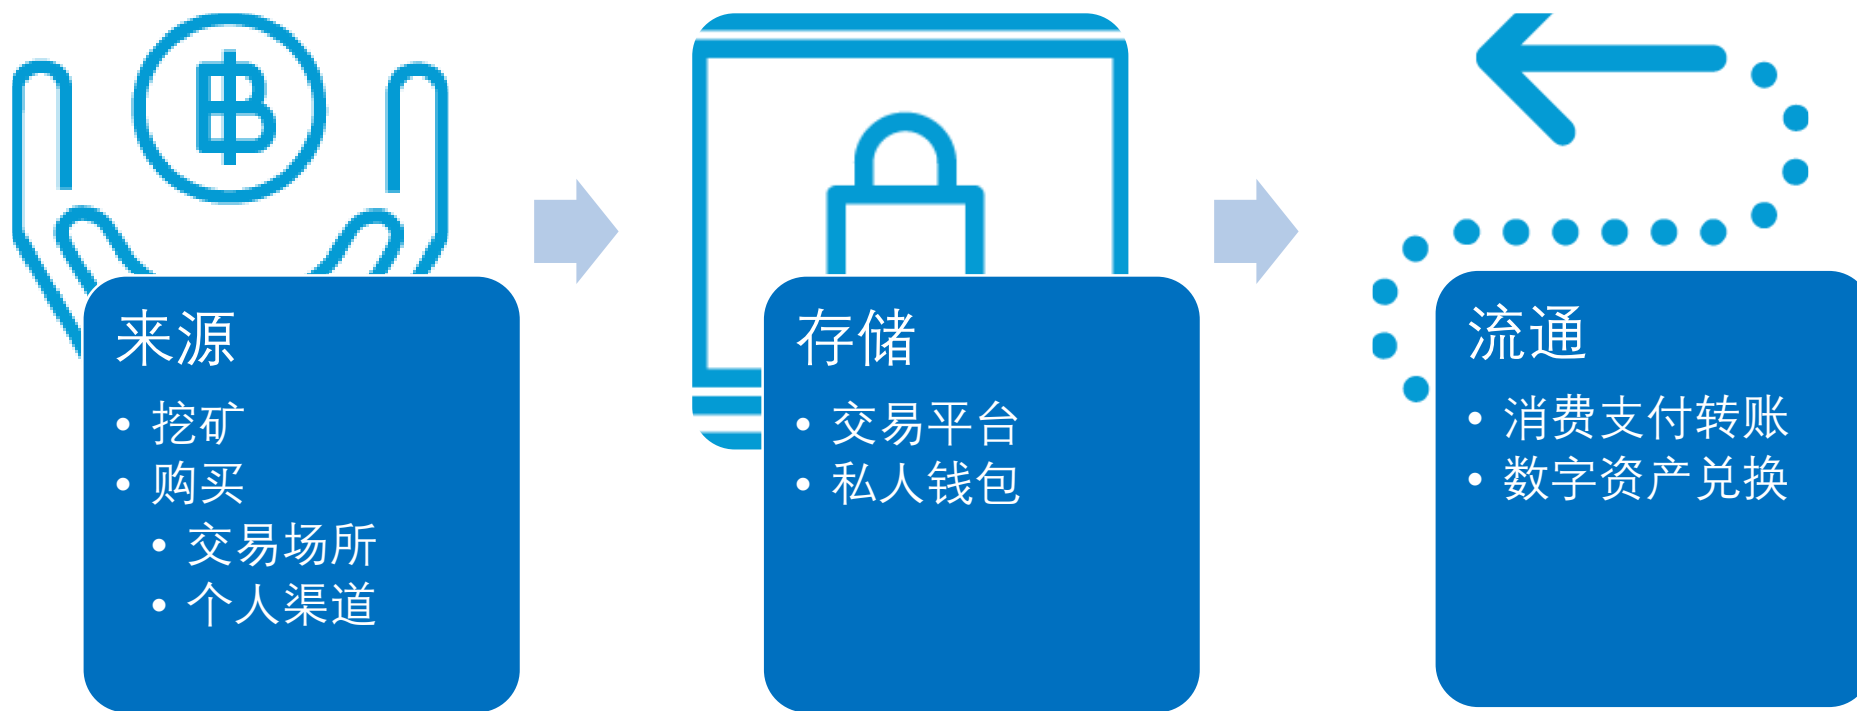 来源
• 挖矿
• 购买
• 交易场所
• 个人渠道
存储
• 交易平台
• 私人钱包
流通
• 消费支付转账
• 数字资产兑换